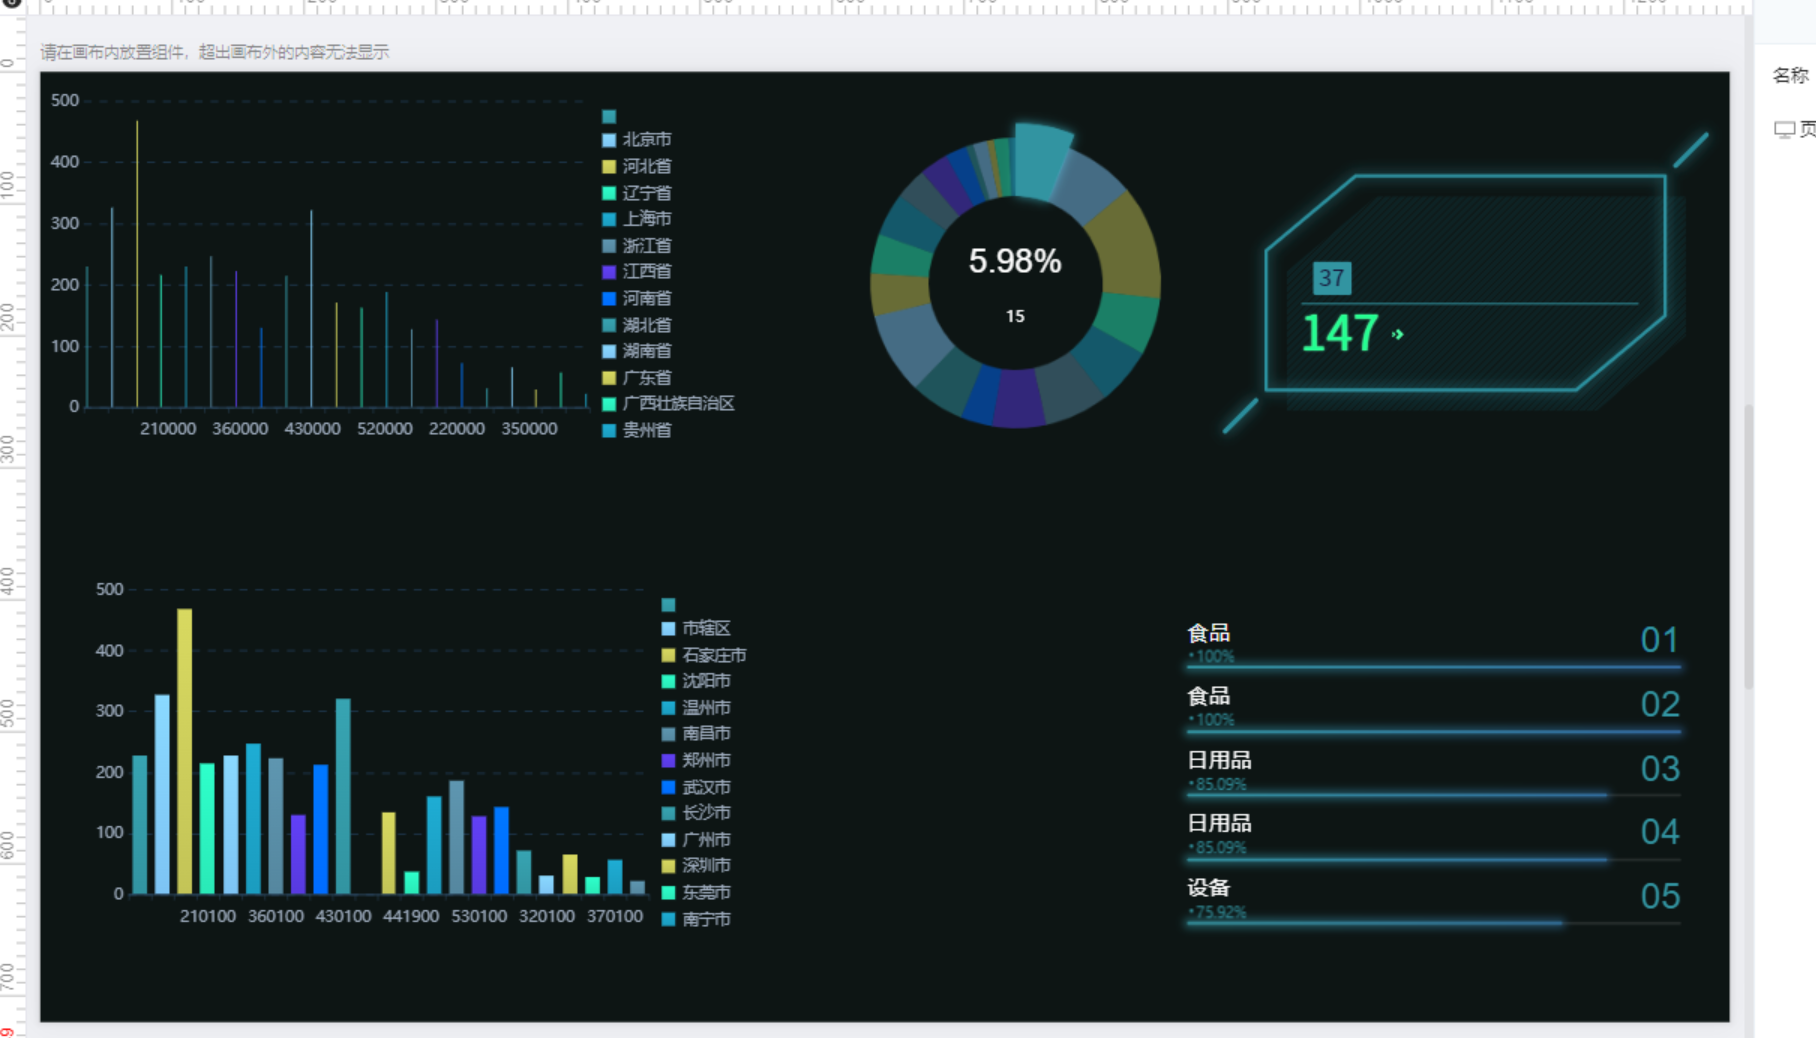 请在画布内放置组件，超出画布外的内容无法显示
名称
页
0
100
200
300
400
500
600
700
500
400
300
200
100
0
210000 360000 430000 520000 220000 350000
北京市
河北省
辽宁省
上海市
浙江省
江西省
河南省
湖北省
湖南省
广东省
广西壮族自治区
贵州省
5.98%
15
37
147
500
400
300
200
100
0
210100 360100 430100 441900 530100 320100 370100
市辖区
石家庄市
沈阳市
温州市
南昌市
郑州市
武汉市
长沙市
广州市
深圳市
东莞市
南宁市
食品 01
100%
食品 02
100%
日用品 03
85.09%
日用品 04
85.09%
设备 05
75.92%